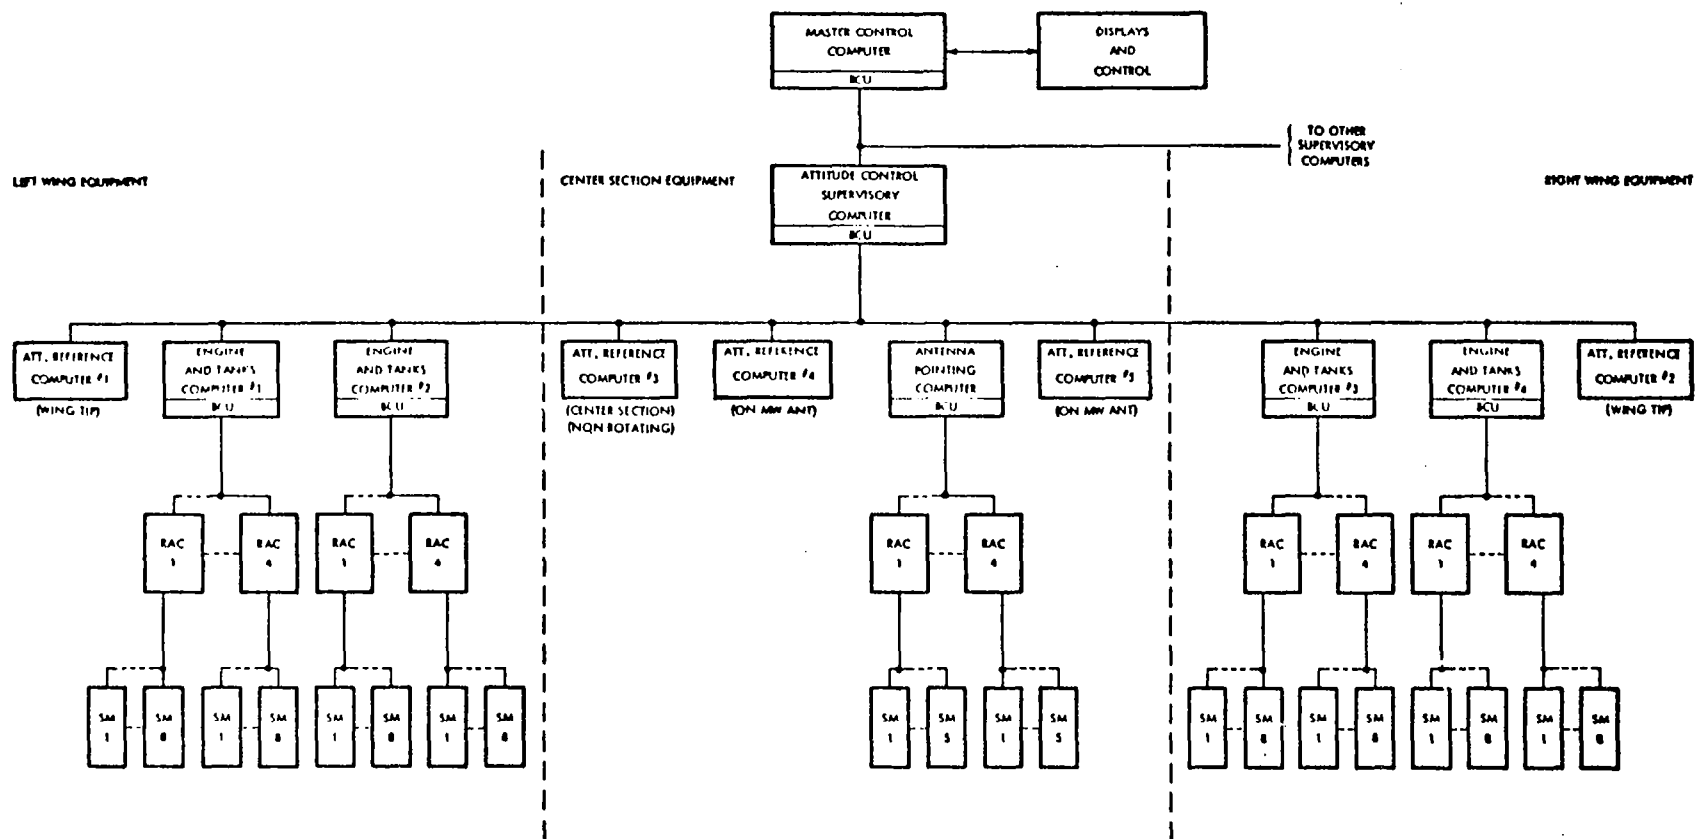 MASTER CONTROL
COMPUTER
BCU
DISPLAYS
AND
CONTROL
TO OTHER
SUPERVISORY
COMPUTERS
LEFT WING EQUIPMENT
CENTER SECTION EQUIPMENT
RIGHT WING EQUIPMENT
ATTITUDE CONTROL
SUPERVISORY
COMPUTER
BCU
ATT. REFERENCE
COMPUTER #1
(WING TIP)
ENGINE
AND TANKS
COMPUTER #1
BCU
ENGINE
AND TANKS
COMPUTER #2
BCU
ATT. REFERENCE
COMPUTER #3
(CENTER SECTION)
(NON ROTATING)
ATT. REFERENCE
COMPUTER #4
(ON MW ANT)
ANTENNA
POINTING
COMPUTER
BCU
ATT. REFERENCE
COMPUTER #5
(ON MW ANT)
ENGINE
AND TANKS
COMPUTER #3
BCU
ENGINE
AND TANKS
COMPUTER #4
BCU
ATT. REFERENCE
COMPUTER #2
(WING TIP)
RAC
1
RAC
4
RAC
1
RAC
4
RAC
1
RAC
4
RAC
1
RAC
4
RAC
1
RAC
4
SM
1
SM
8
SM
1
SM
8
SM
1
SM
8
SM
1
SM
8
SM
1
SM
5
SM
1
SM
5
SM
1
SM
8
SM
1
SM
8
SM
1
SM
8
SM
1
SM
8